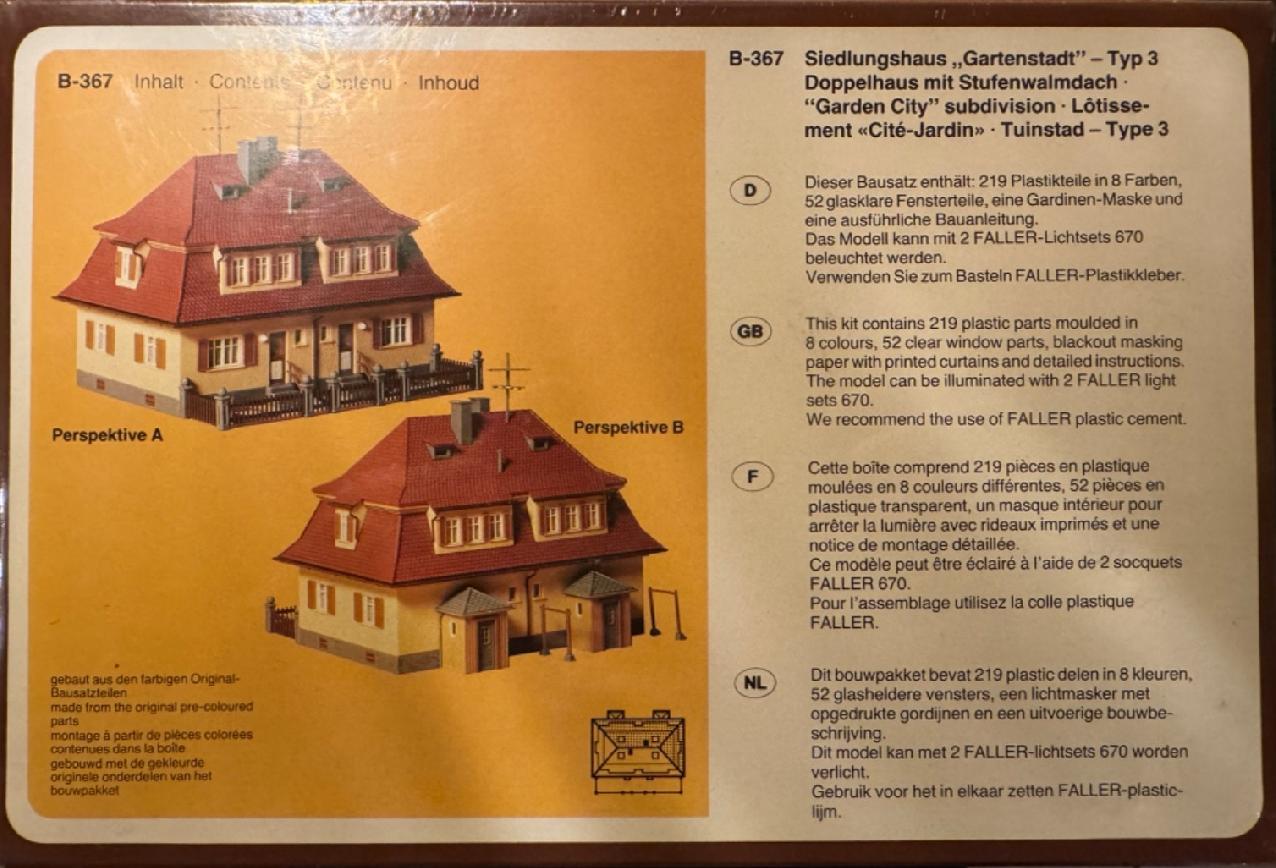 B-367 Inhalt · Contents · Contenu · Inhoud
Perspektive A
Perspektive B
gebaut aus den farbigen Original-
Bausatzteilen
made from the original pre-coloured
parts
montage à partir de pièces colorées
contenues dans la boîte
gebouwd met de gekleurde
originele onderdelen van het
bouwpakket
B-367 Siedlungshaus „Gartenstadt” – Typ 3
Doppelhaus mit Stufenwalmdach ·
“Garden City” subdivision · Lôtisse-
ment «Cité-Jardin» · Tuinstad – Type 3
D
Dieser Bausatz enthält: 219 Plastikteile in 8 Farben,
52 glasklare Fensterteile, eine Gardinen-Maske und
eine ausführliche Bauanleitung.
Das Modell kann mit 2 FALLER-Lichtsets 670
beleuchtet werden.
Verwenden Sie zum Basteln FALLER-Plastikkleber.
GB
This kit contains 219 plastic parts moulded in
8 colours, 52 clear window parts, blackout masking
paper with printed curtains and detailed instructions.
The model can be illuminated with 2 FALLER light
sets 670.
We recommend the use of FALLER plastic cement.
F
Cette boîte comprend 219 pièces en plastique
moulées en 8 couleurs différentes, 52 pièces en
plastique transparent, un masque intérieur pour
arrêter la lumière avec rideaux imprimés et une
notice de montage détaillée.
Ce modèle peut être éclairé à l'aide de 2 socquets
FALLER 670.
Pour l'assemblage utilisez la colle plastique
FALLER.
NL
Dit bouwpakket bevat 219 plastic delen in 8 kleuren,
52 glasheldere vensters, een lichtmasker met
opgedrukte gordijnen en een uitvoerige bouwbe-
schrijving.
Dit model kan met 2 FALLER-lichtsets 670 worden
verlicht.
Gebruik voor het in elkaar zetten FALLER-plastic-
lijm.